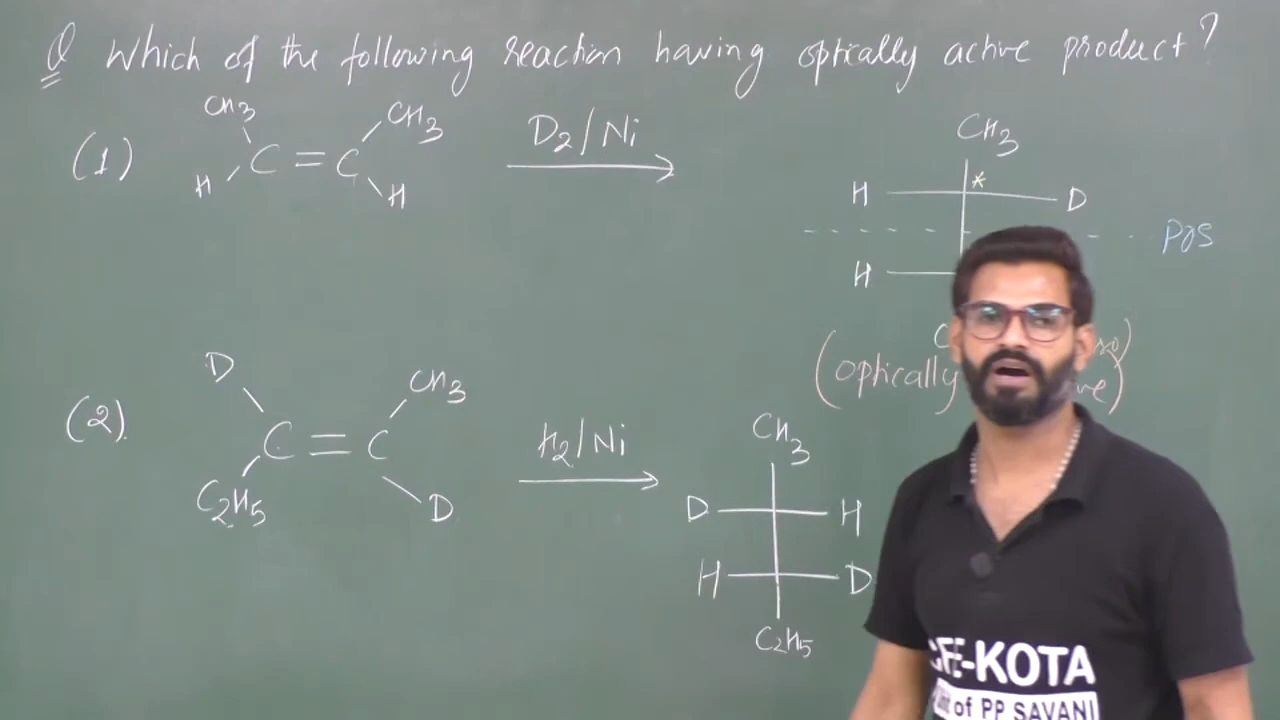 Q Which of the following reaction having optically active product?
(1) CH3 H C = C CH3 H D2/Ni
CH3
H * D
POS
H
(optically
(2). D C2H5 C = C CH3 D H2/Ni
CH3
D H
H D
C2H5
-KOTA
of PP SAVANI